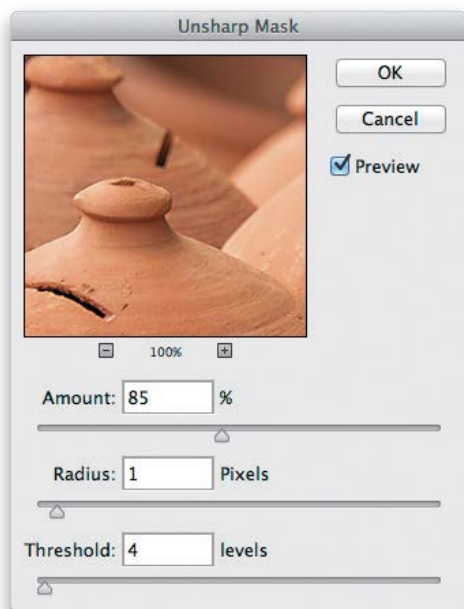 Unsharp Mask
OK
Cancel
Preview
100%
Amount: 85 %
Radius: 1 Pixels
Threshold: 4 levels